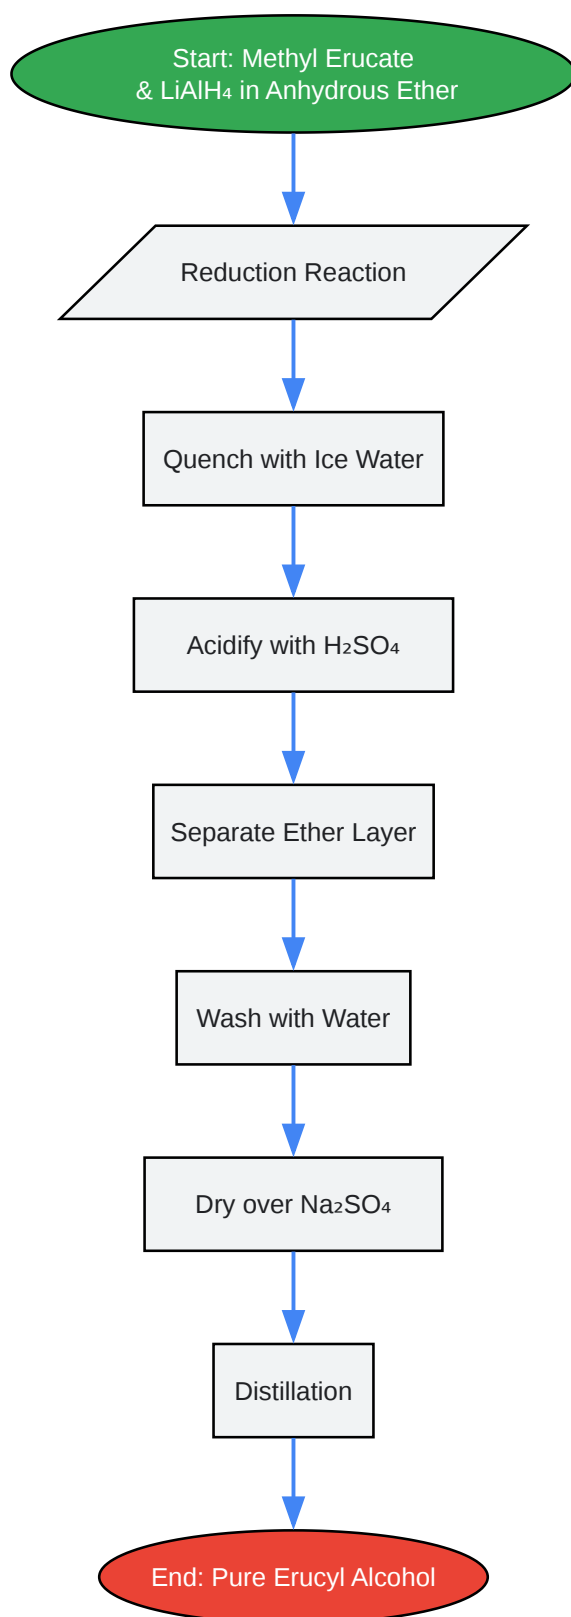 Start: Methyl Erucate
& LiAlH₄ in Anhydrous Ether
Reduction Reaction
Quench with Ice Water
Acidify with H₂SO₄
Separate Ether Layer
Wash with Water
Dry over Na₂SO₄
Distillation
End: Pure Erucyl Alcohol